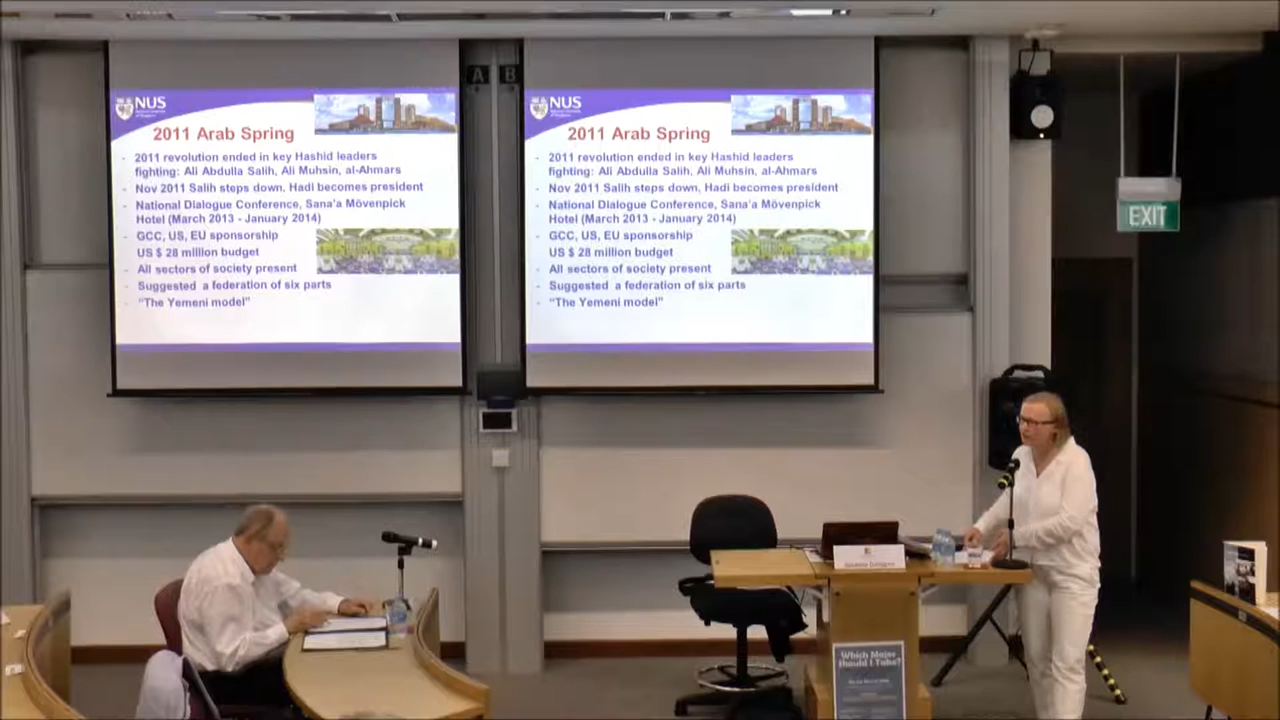 A B
NUS
2011 Arab Spring
- 2011 revolution ended in key Hashid leaders
fighting: Ali Abdulla Salih, Ali Muhsin, al-Ahmars
- Nov 2011 Salih steps down, Hadi becomes president
- National Dialogue Conference, Sana'a Mövenpick
Hotel (March 2013 - January 2014)
- GCC, US, EU sponsorship
US $ 28 million budget
- All sectors of society present
- Suggested a federation of six parts
- "The Yemeni model"
NUS
2011 Arab Spring
- 2011 revolution ended in key Hashid leaders
fighting: Ali Abdulla Salih, Ali Muhsin, al-Ahmars
- Nov 2011 Salih steps down, Hadi becomes president
- National Dialogue Conference, Sana'a Mövenpick
Hotel (March 2013 - January 2014)
- GCC, US, EU sponsorship
US $ 28 million budget
- All sectors of society present
- Suggested a federation of six parts
- "The Yemeni model"
EXIT
Which Major
Should I Take?